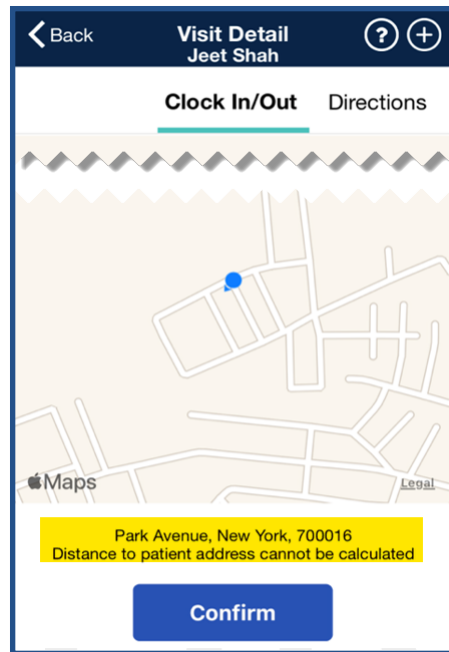 Back
Visit Detail
Jeet Shah
?
+
Clock In/Out
Directions
Maps
Legal
Park Avenue, New York, 700016
Distance to patient address cannot be calculated
Confirm